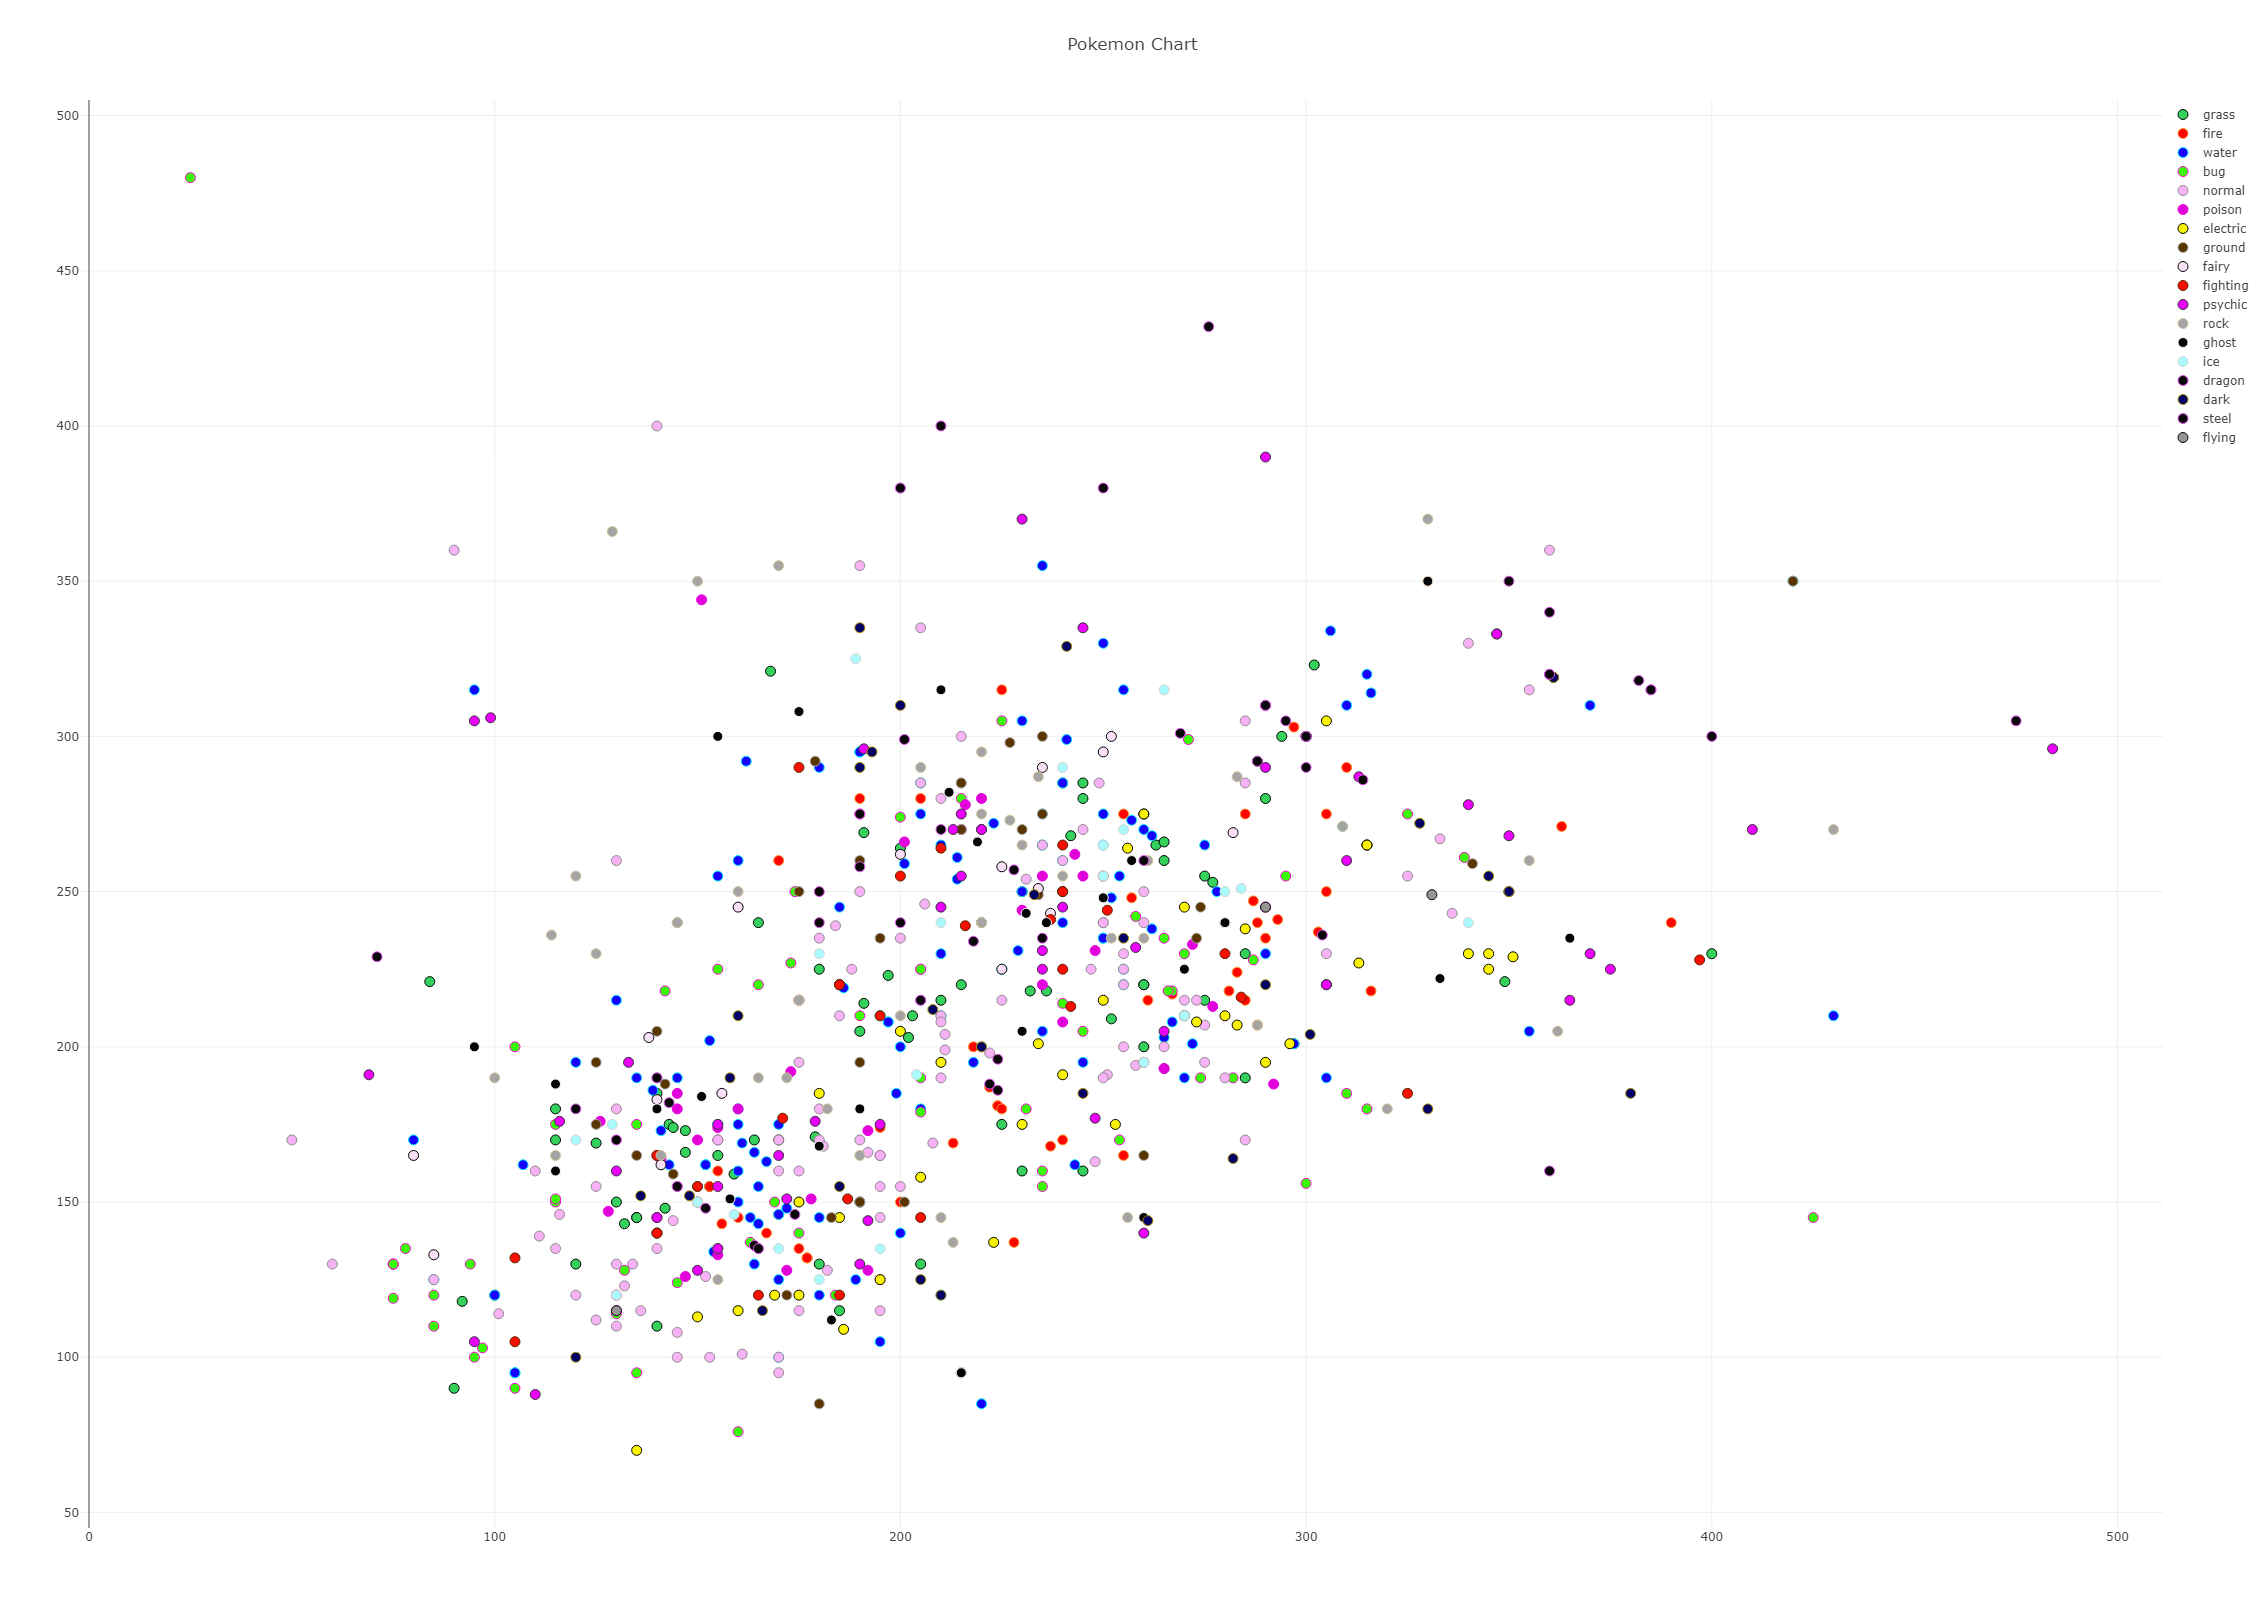 Pokemon Chart
500
450
400
350
300
250
200
150
100
50
0
100
200
300
400
500
grass
fire
water
bug
normal
poison
electric
ground
fairy
fighting
psychic
rock
ghost
ice
dragon
dark
steel
flying